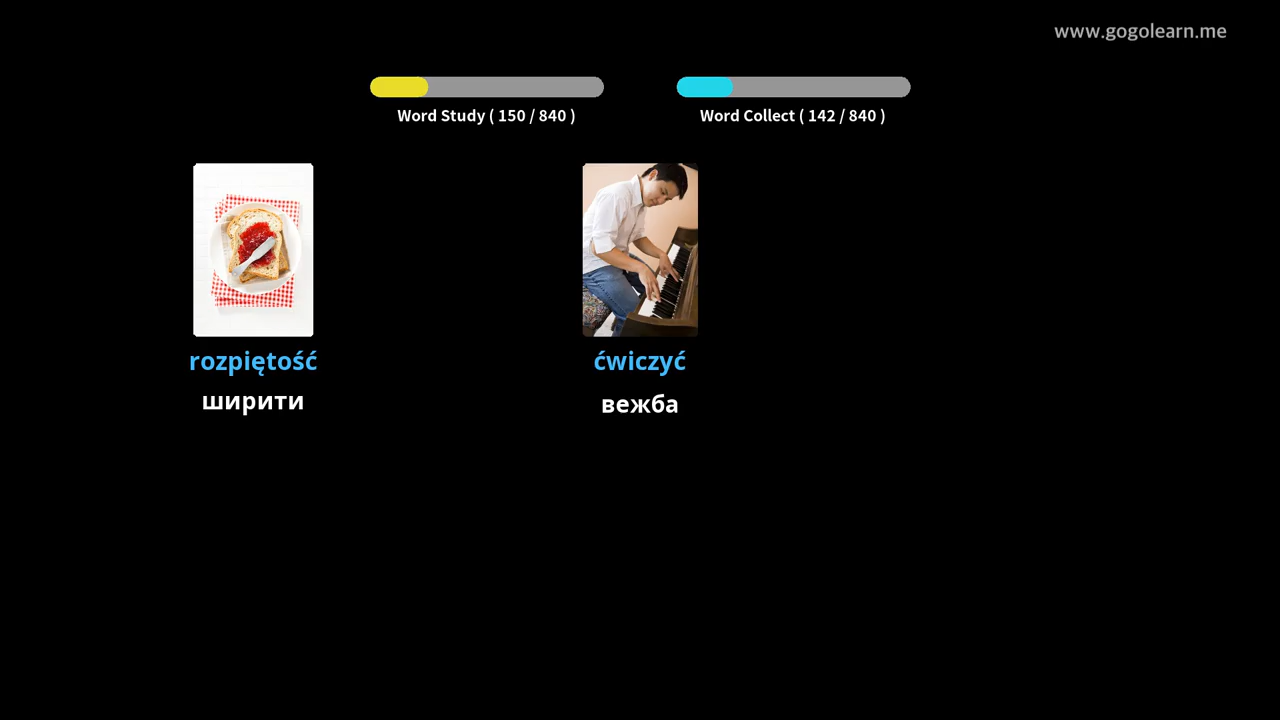 www.gogolearn.me
Word Study ( 150 / 840 )
Word Collect ( 142 / 840 )
rozpiętość
ćwiczyć
ширити
вежба